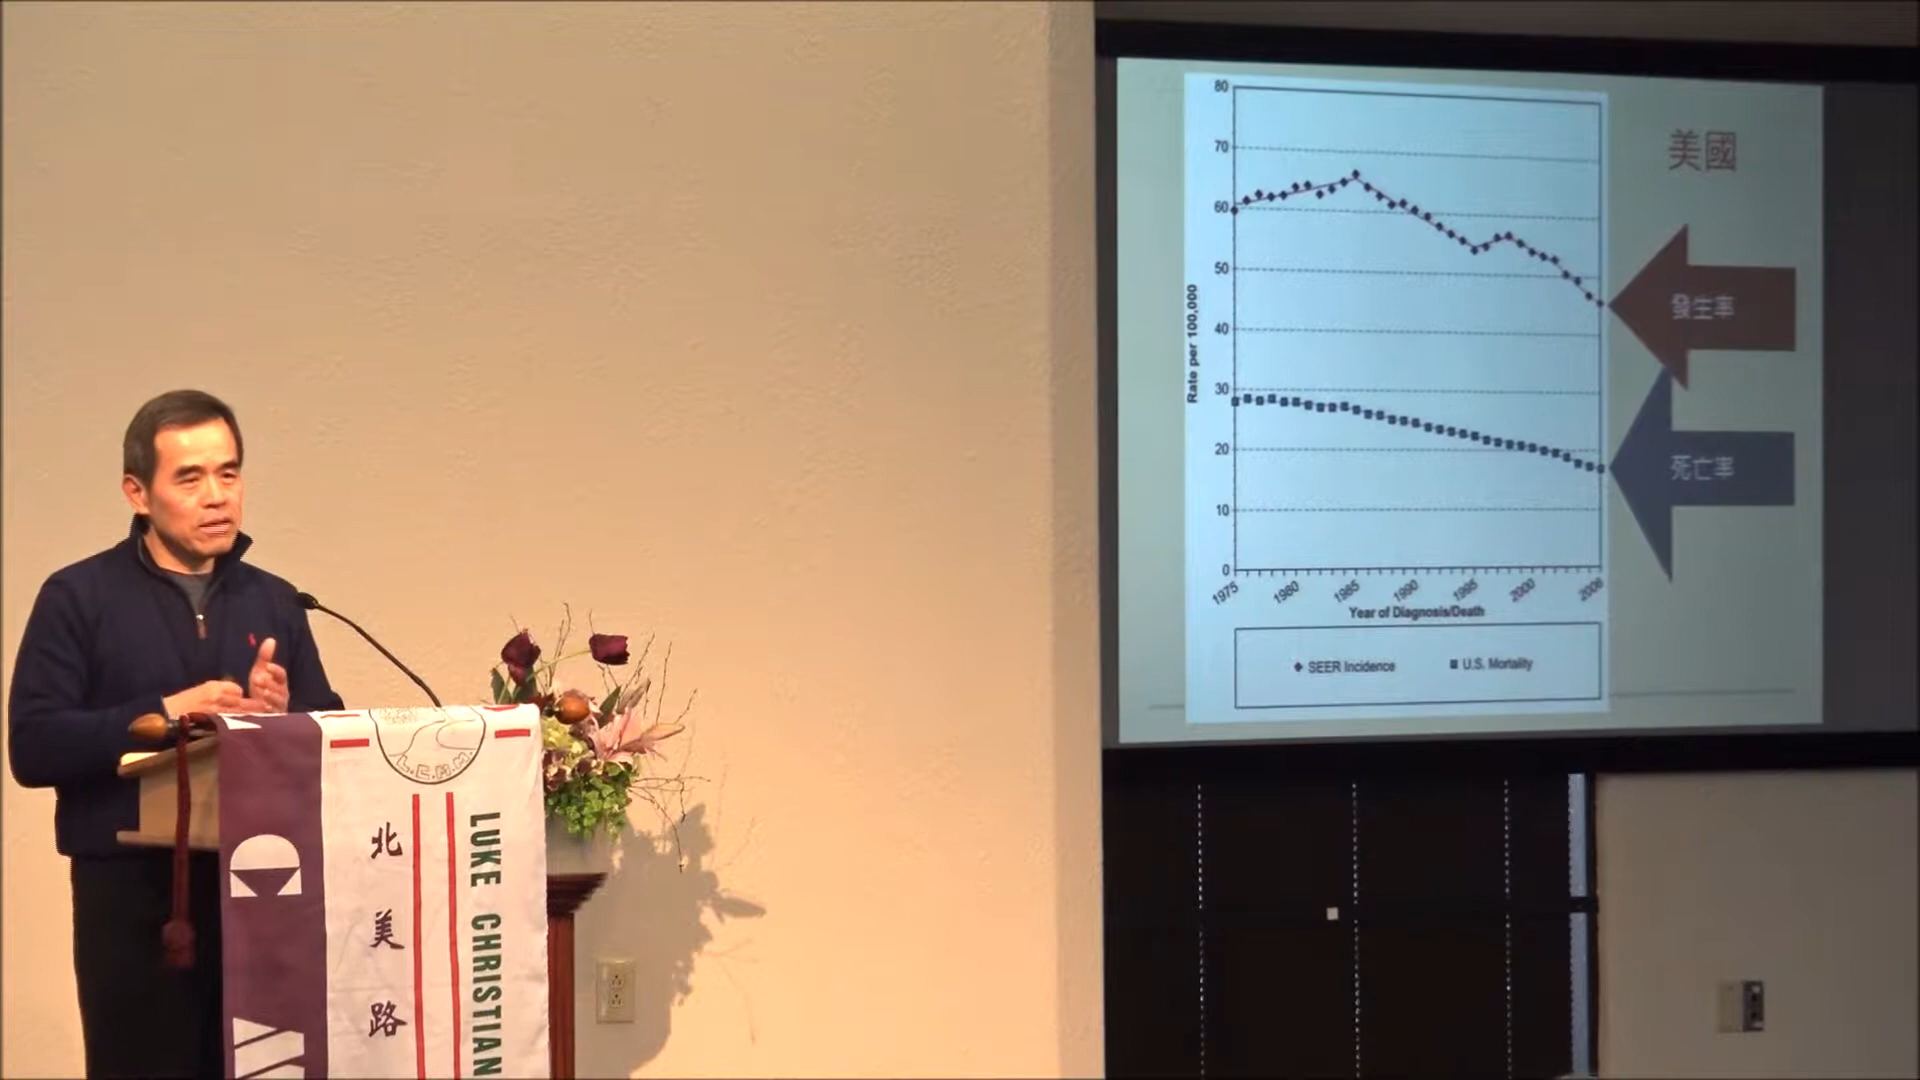 80
70
60
50
40
30
20
10
0
Rate per 100,000
1975
1980
1985
1990
1995
2000
Year of Diagnosis/Death
SEER Incidence
U.S. Mortality
美國
發生率
死亡率
L.C.M.M.
北美路
LUKE CHRISTIAN